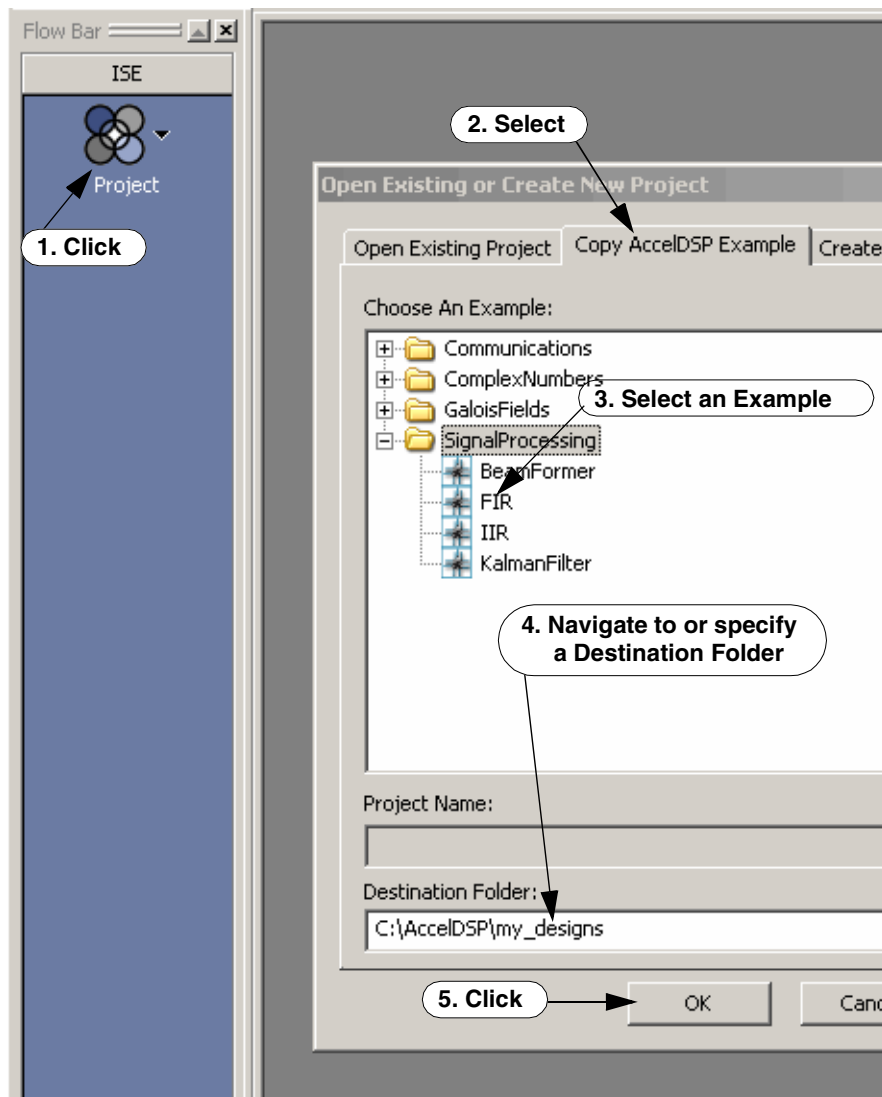 Flow Bar
ISE
Project
1. Click
2. Select
Open Existing or Create New Project
Open Existing Project
Copy AccelDSP Example
Create
Choose An Example:
Communications
ComplexNumbers
3. Select an Example
GaloisFields
SignalProcessing
BeamFormer
FIR
IIR
KalmanFilter
4. Navigate to or specify
a Destination Folder
Project Name:
Destination Folder:
C:\AccelDSP\my_designs
5. Click
OK
Canc